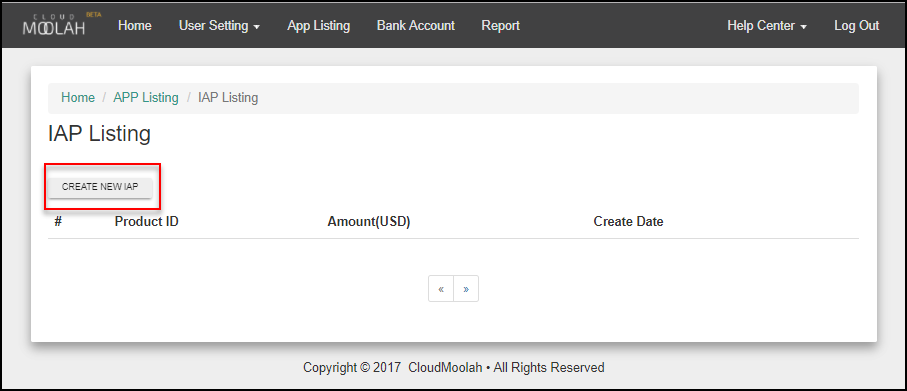 CLOUD BETA
MOOLAH Home User Setting App Listing Bank Account Report Help Center Log Out
Home / APP Listing / IAP Listing
IAP Listing
CREATE NEW IAP
# Product ID Amount(USD) Create Date
« »
Copyright © 2017 CloudMoolah • All Rights Reserved